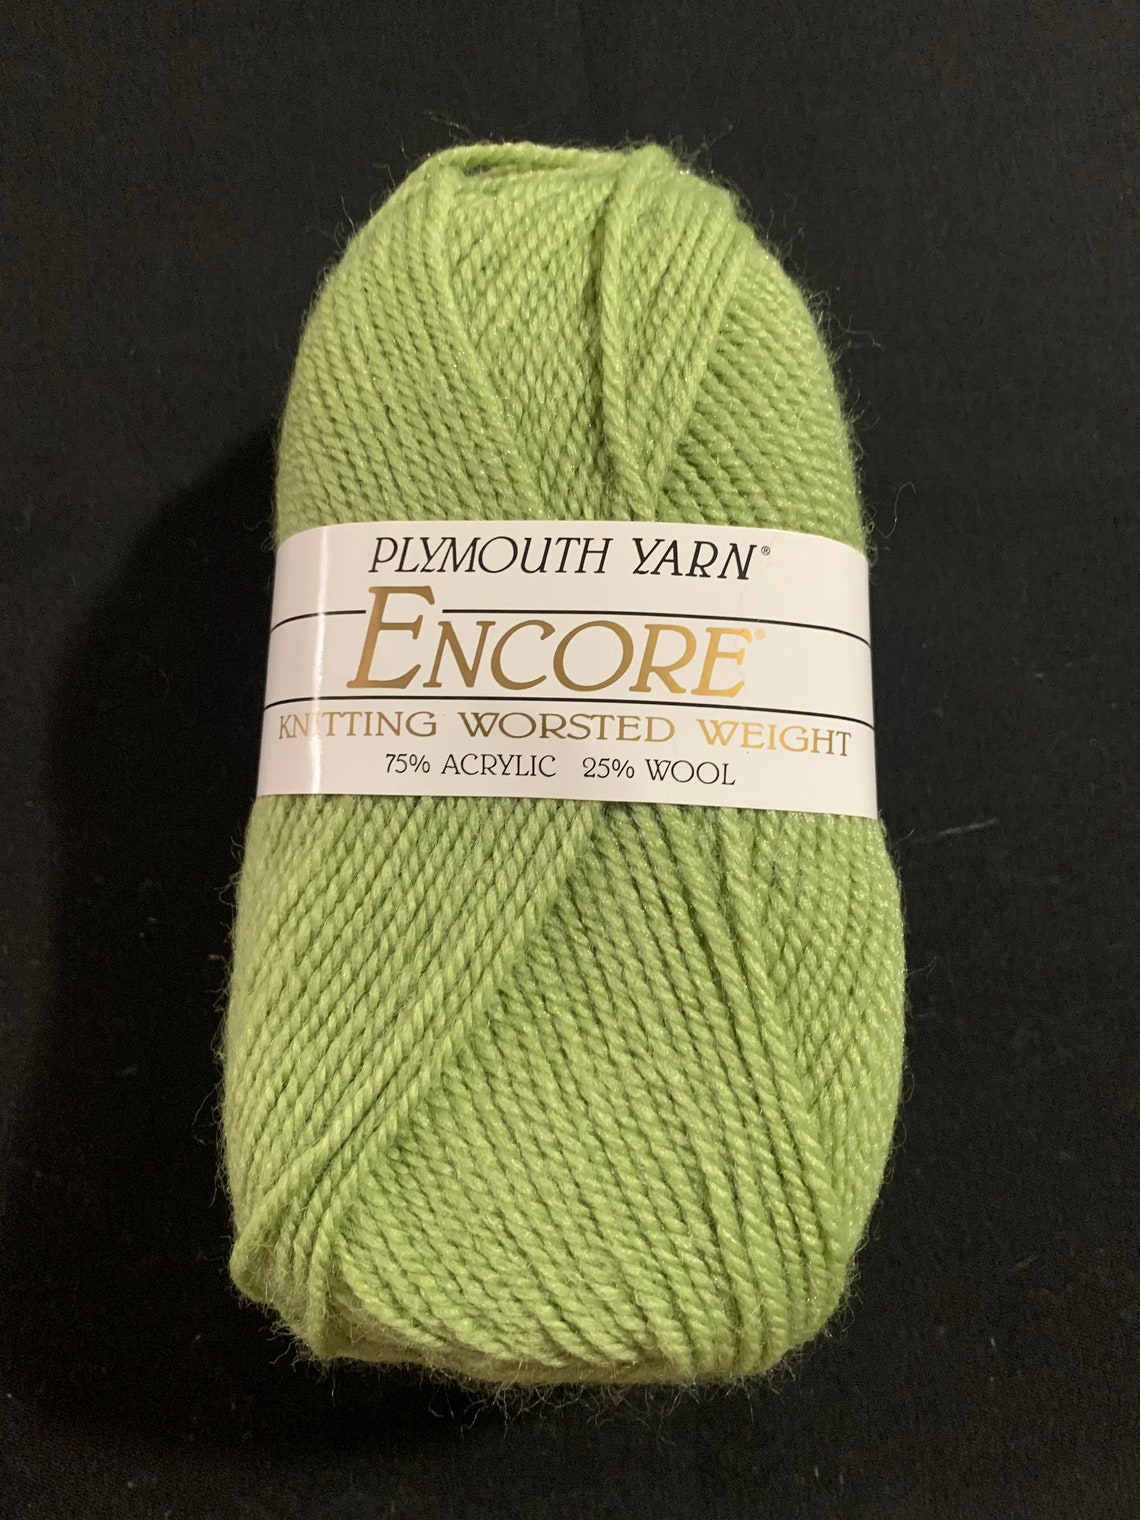 PLYMOUTH YARN®
ENCORE®
KNITTING WORSTED WEIGHT
75% ACRYLIC 25% WOOL